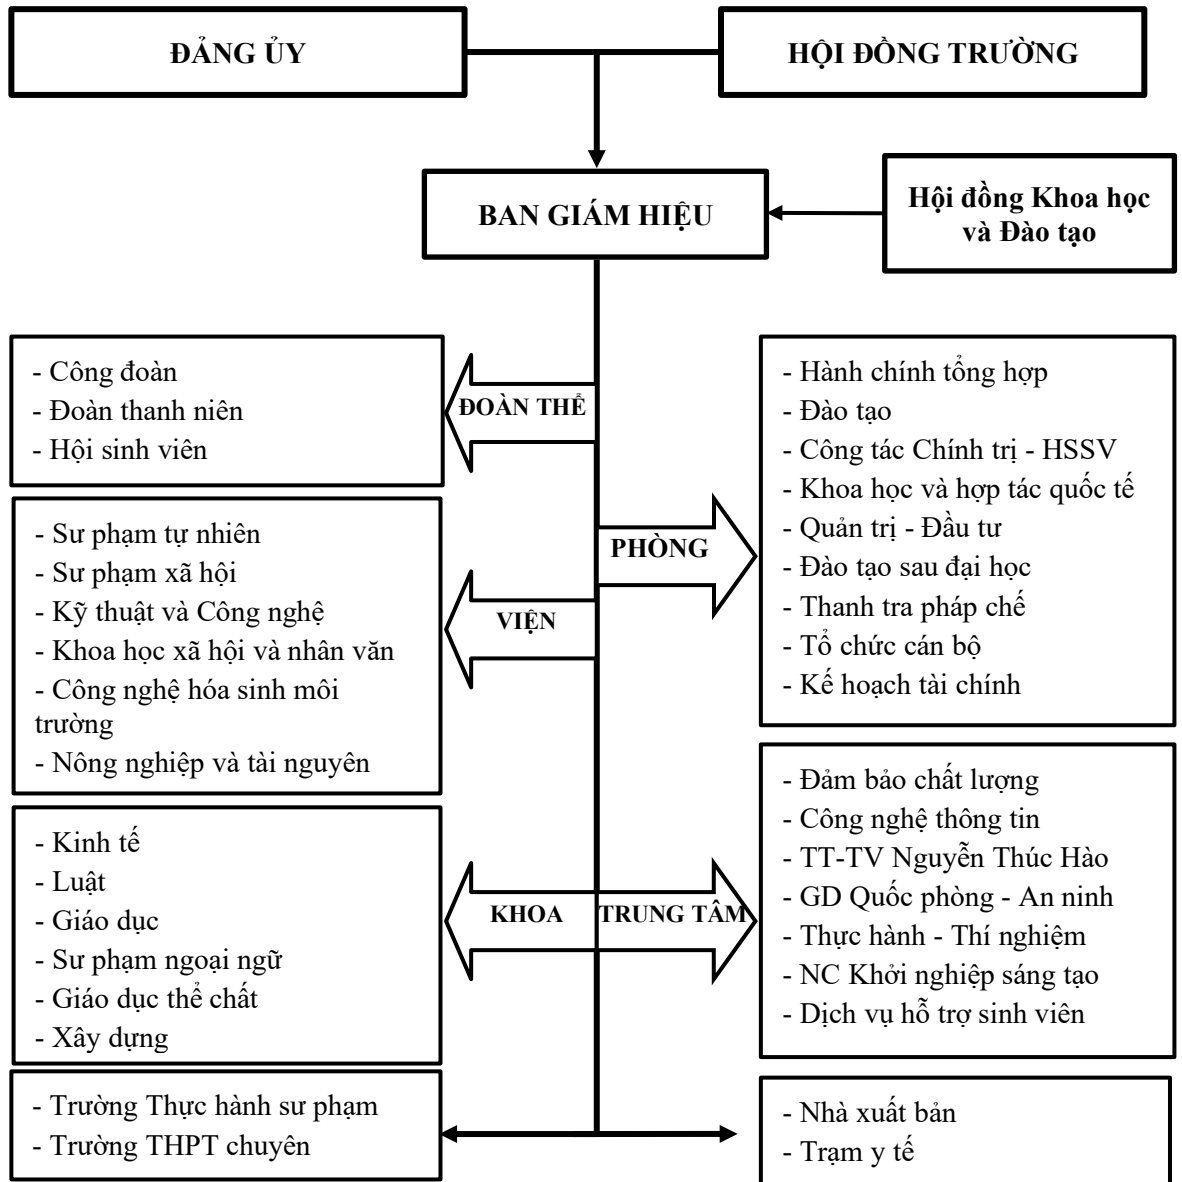 ĐẢNG ỦY
HỘI ĐỒNG TRƯỜNG
BAN GIÁM HIỆU
Hội đồng Khoa học
và Đào tạo
- Công đoàn
- Đoàn thanh niên
- Hội sinh viên
ĐOÀN THỂ
- Hành chính tổng hợp
- Đào tạo
- Công tác Chính trị - HSSV
- Khoa học và hợp tác quốc tế
- Quản trị - Đầu tư
- Đào tạo sau đại học
- Thanh tra pháp chế
- Tổ chức cán bộ
- Kế hoạch tài chính
PHÒNG
- Sư phạm tự nhiên
- Sư phạm xã hội
- Kỹ thuật và Công nghệ
- Khoa học xã hội và nhân văn
- Công nghệ hóa sinh môi
trường
- Nông nghiệp và tài nguyên
VIỆN
- Kinh tế
- Luật
- Giáo dục
- Sư phạm ngoại ngữ
- Giáo dục thể chất
- Xây dựng
KHOA
TRUNG TÂM
- Đảm bảo chất lượng
- Công nghệ thông tin
- TT-TV Nguyễn Thúc Hào
- GD Quốc phòng - An ninh
- Thực hành - Thí nghiệm
- NC Khởi nghiệp sáng tạo
- Dịch vụ hỗ trợ sinh viên
- Trường Thực hành sư phạm
- Trường THPT chuyên
- Nhà xuất bản
- Trạm y tế